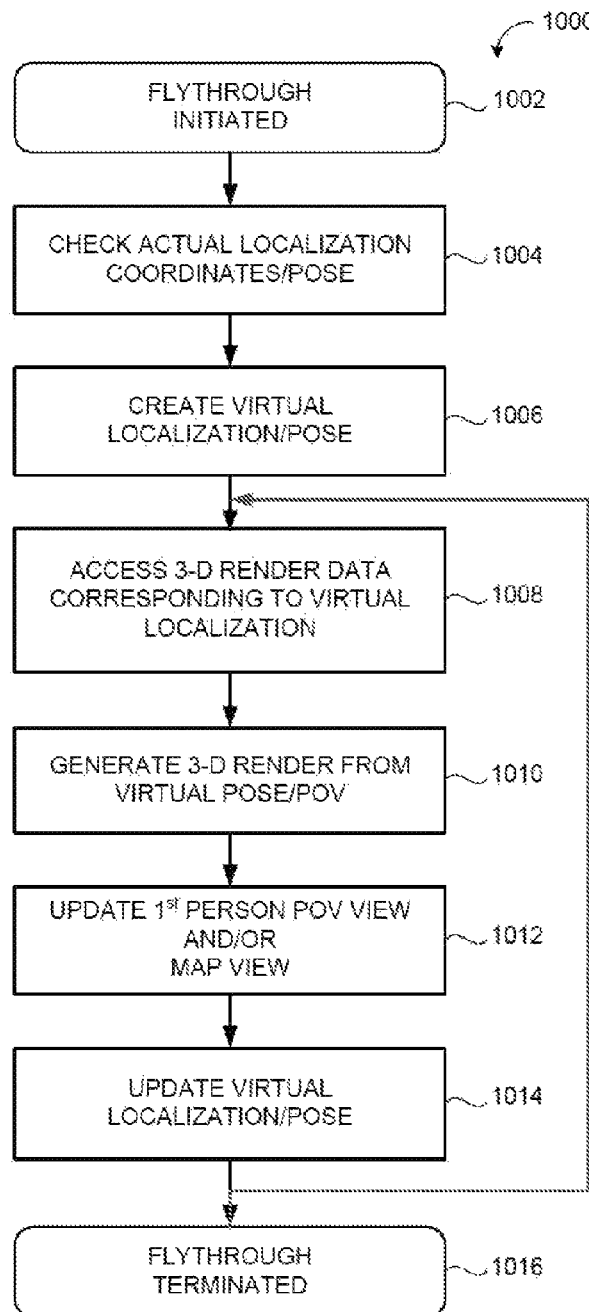 1000
FLYTHROUGH
INITIATED
1002
CHECK ACTUAL LOCALIZATION
COORDINATES/POSE
1004
CREATE VIRTUAL
LOCALIZATION/POSE
1006
ACCESS 3-D RENDER DATA
CORRESPONDING TO VIRTUAL
LOCALIZATION
1008
GENERATE 3-D RENDER FROM
VIRTUAL POSE/POV
1010
UPDATE 1st PERSON POV VIEW
AND/OR
MAP VIEW
1012
UPDATE VIRTUAL
LOCALIZATION/POSE
1014
FLYTHROUGH
TERMINATED
1016